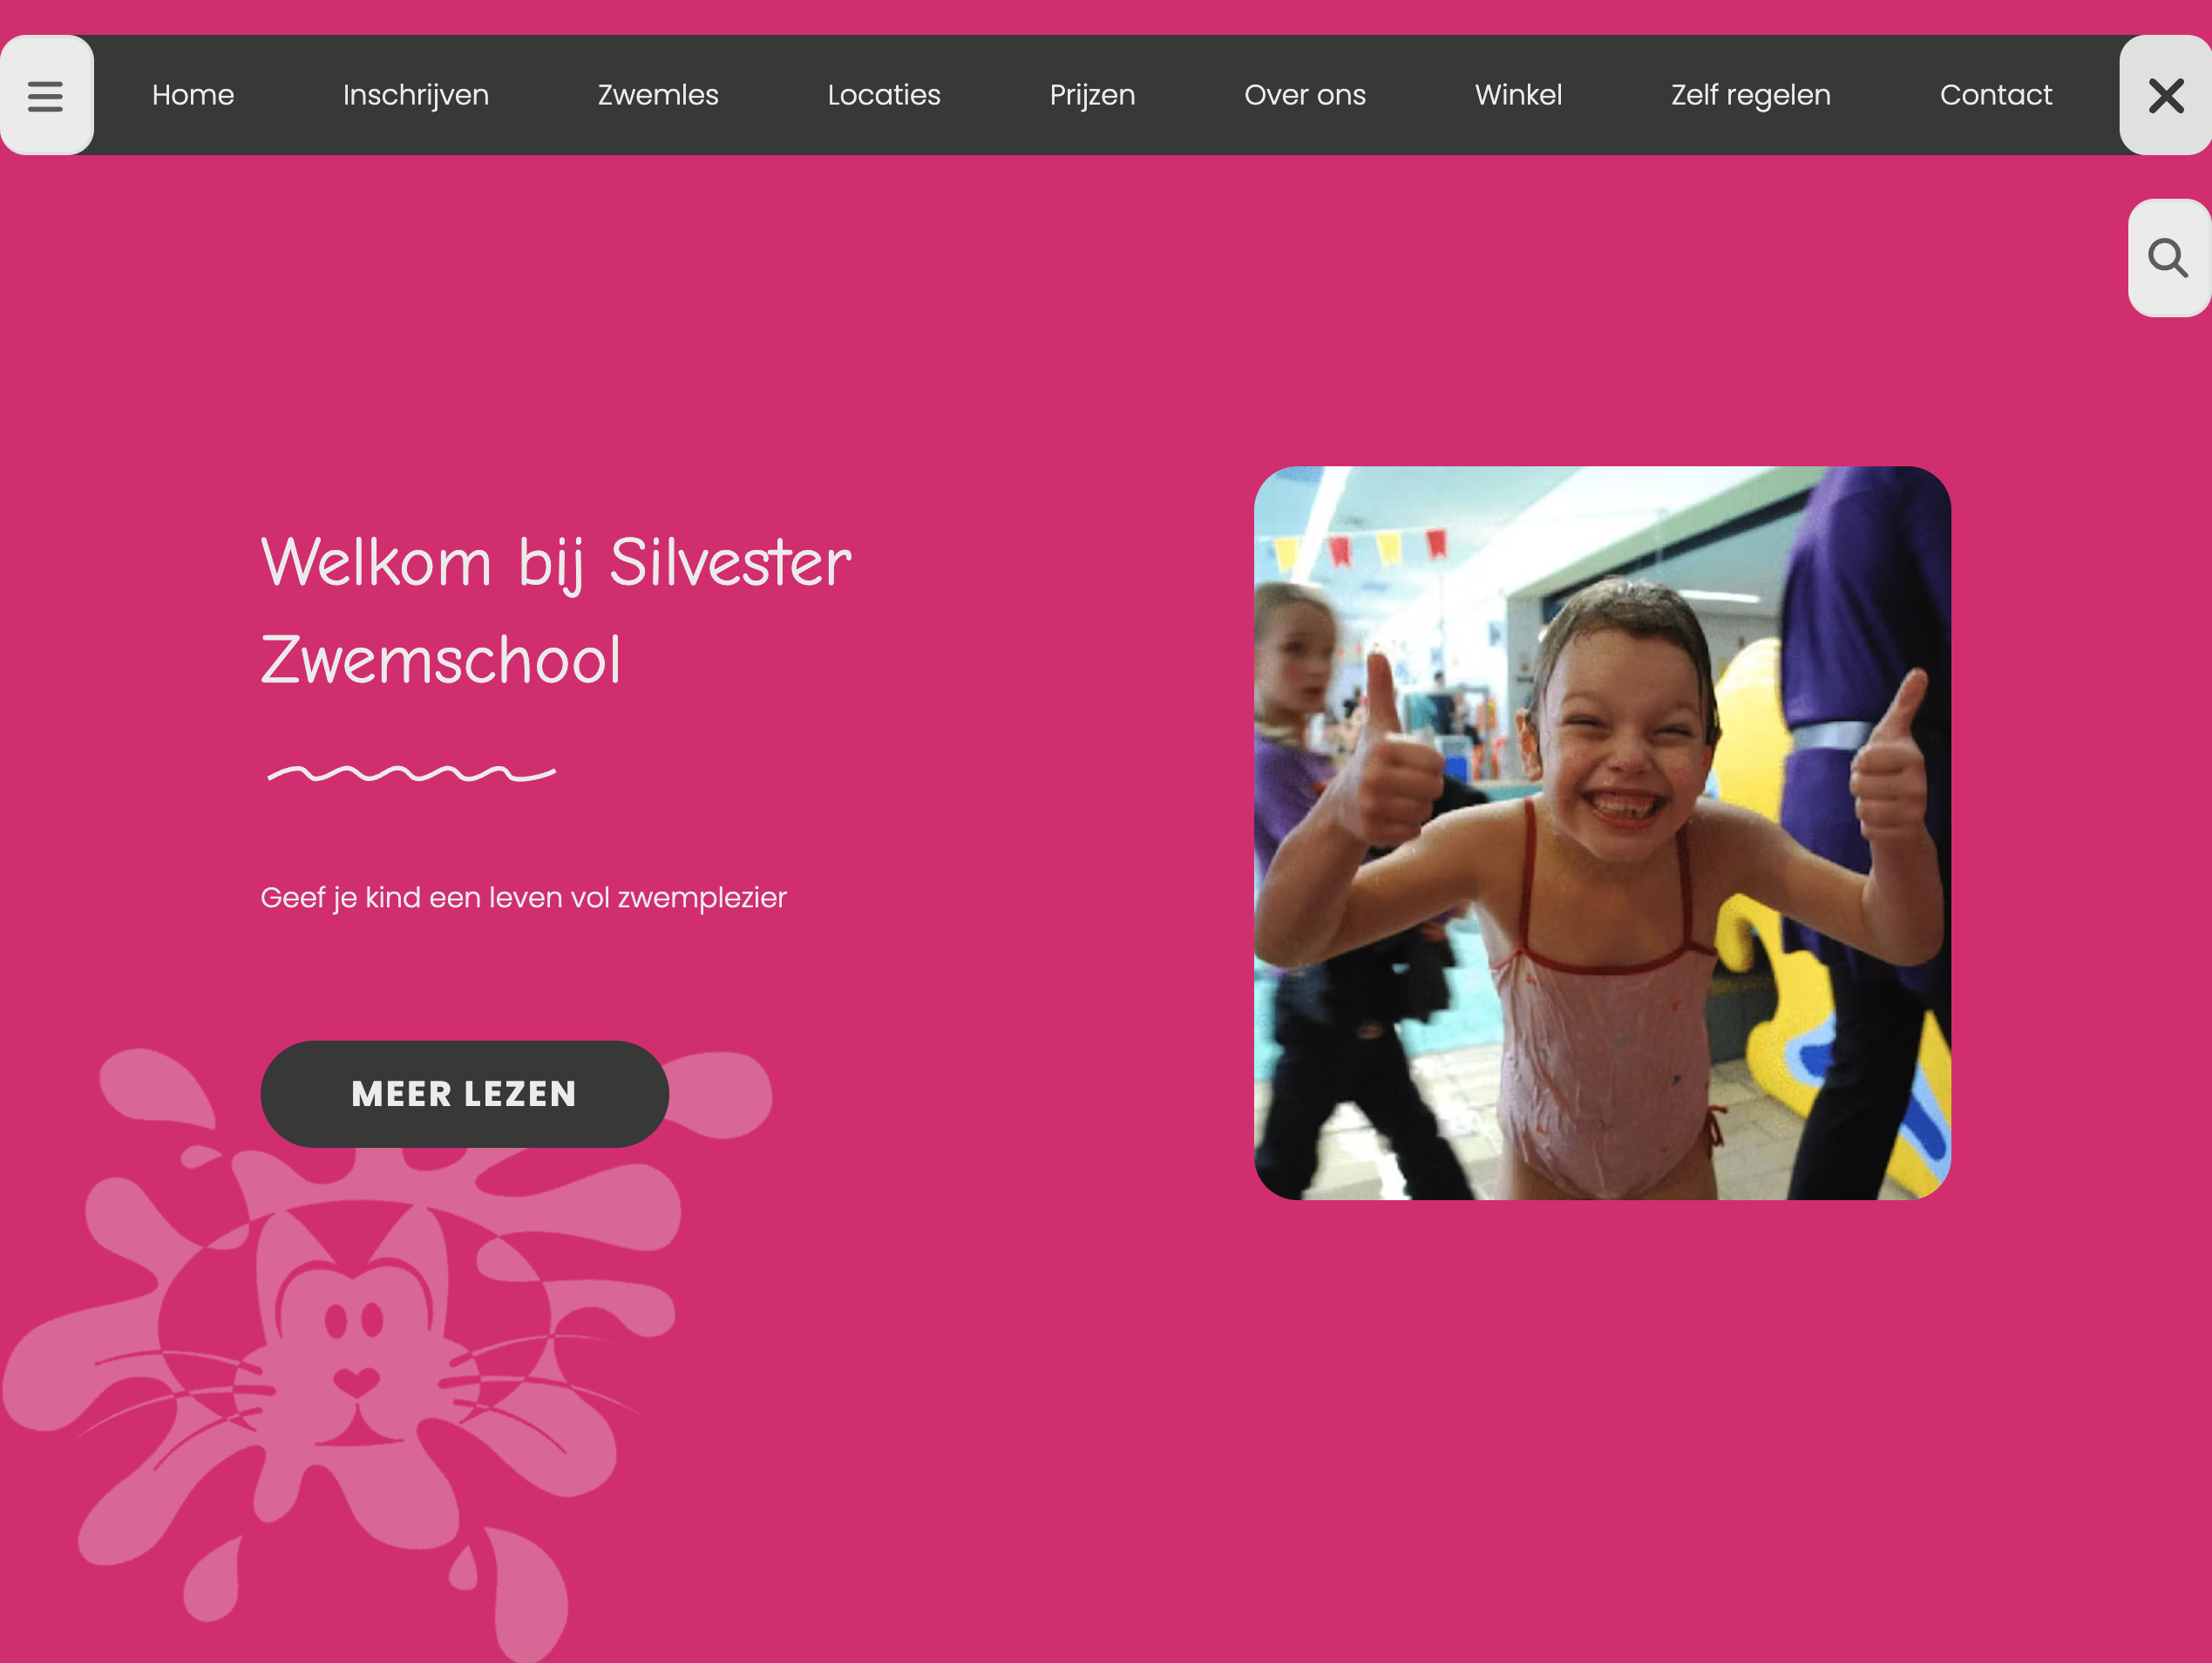 Home Inschrijven Zwemles Locaties Prijzen Over ons Winkel Zelf regelen Contact
Welkom bij Silvester
Zwemschool
Geef je kind een leven vol zwemplezier
MEER LEZEN